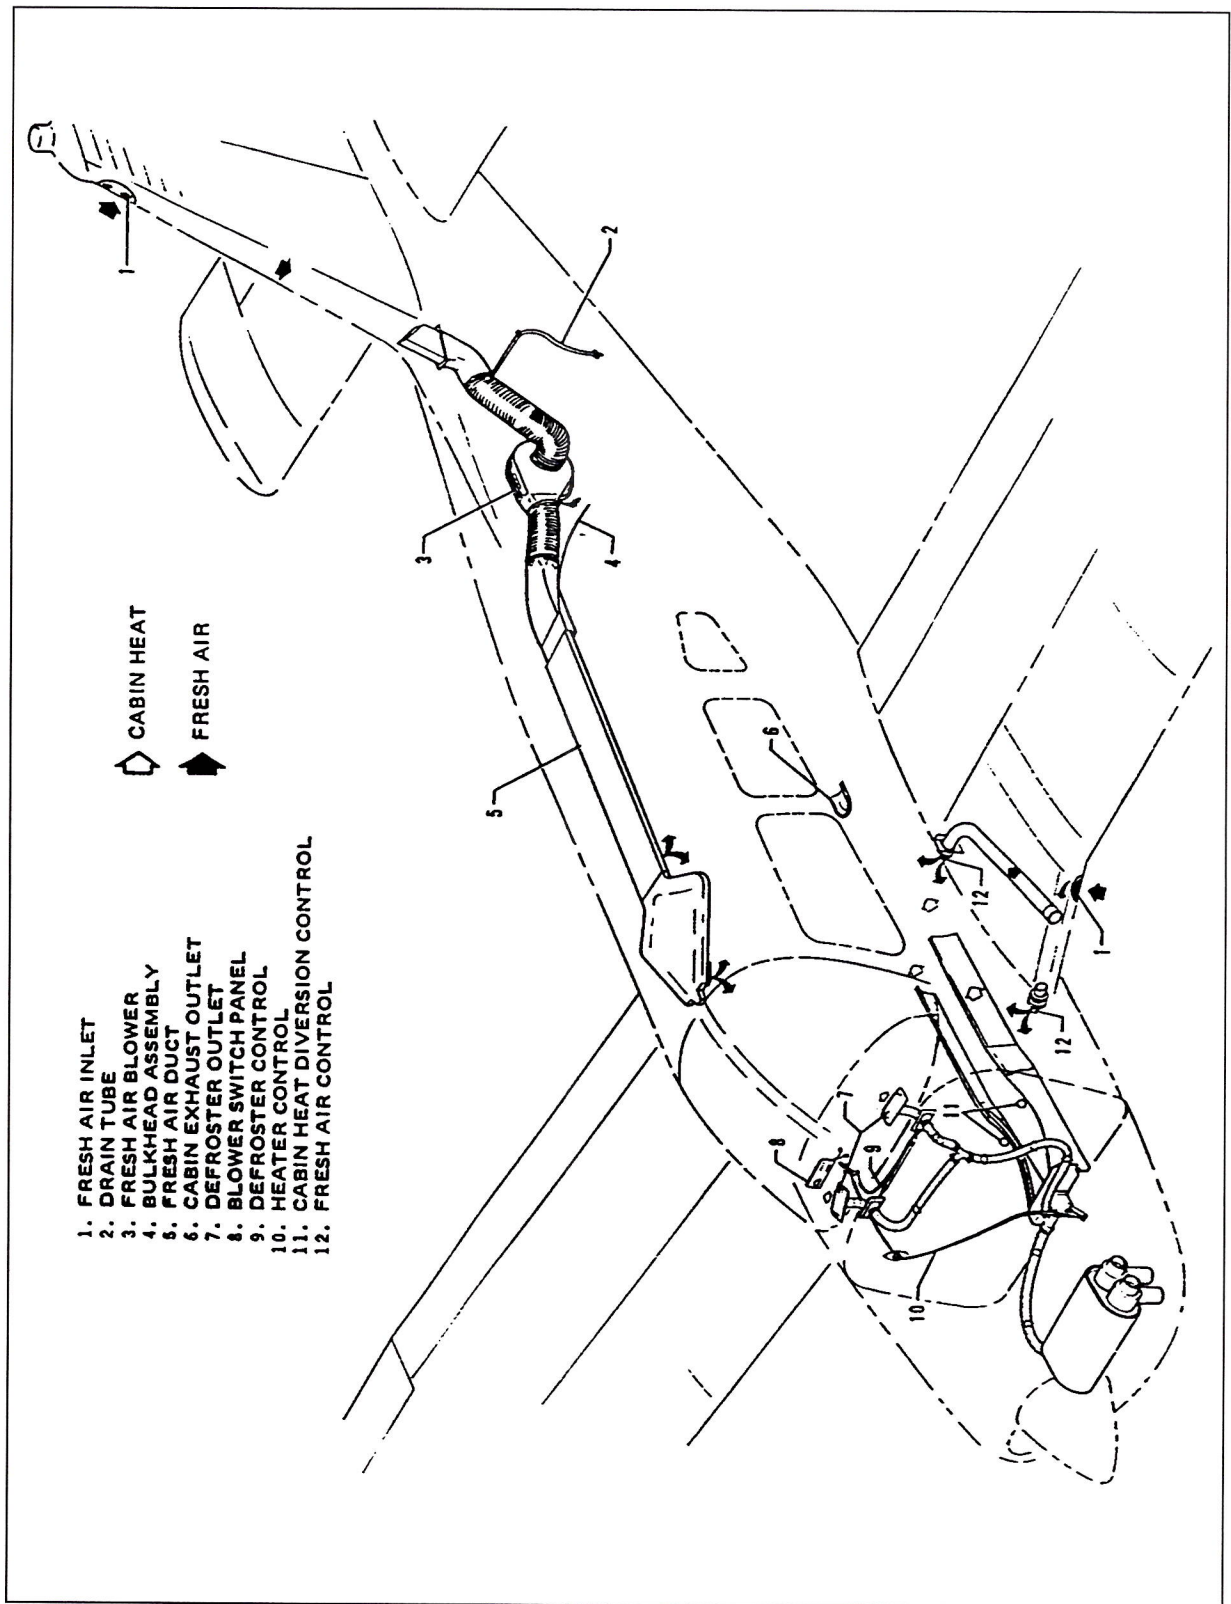 1. FRESH AIR INLET
2. DRAIN TUBE
3. FRESH AIR BLOWER
4. BULKHEAD ASSEMBLY
5. FRESH AIR DUCT
6. CABIN EXHAUST OUTLET
7. DEFROSTER OUTLET
8. BLOWER SWITCH PANEL
9. DEFROSTER CONTROL
10. HEATER CONTROL
11. CABIN HEAT DIVERSION CONTROL
12. FRESH AIR CONTROL
CABIN HEAT
FRESH AIR
1
2
3
4
5
6
7
8
9
10
11
12
12
1